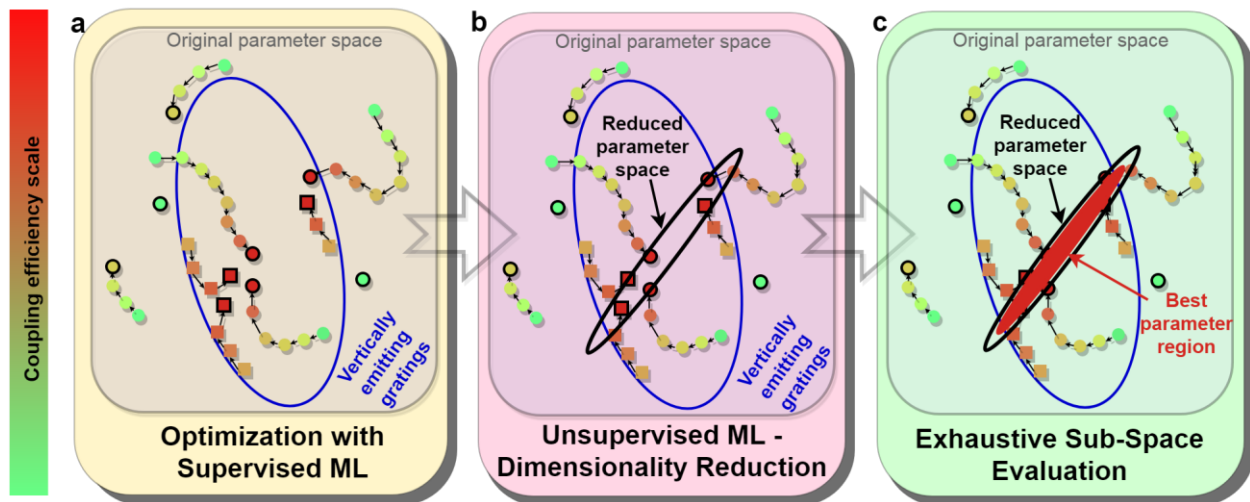 Coupling efficiency scale
a
Original parameter space
Vertically
emitting
gratings
Optimization with
Supervised ML
b
Original parameter space
Reduced
parameter
space
Vertically
emitting
gratings
Unsupervised ML -
Dimensionality Reduction
c
Original parameter space
Reduced
parameter
space
Best
parameter
region
Exhaustive Sub-Space
Evaluation